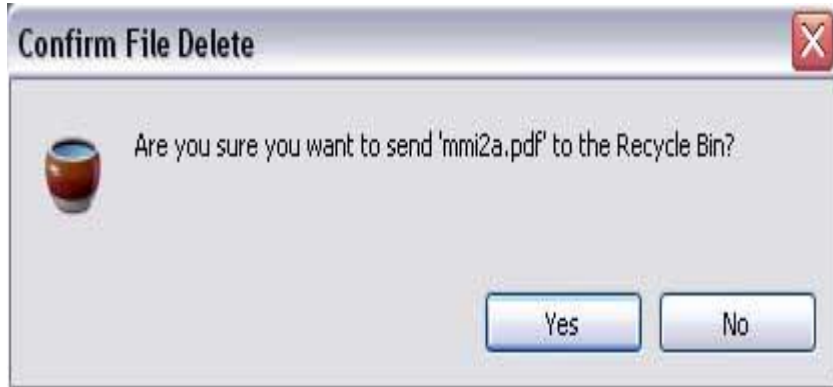 Confirm File Delete
Are you sure you want to send 'mmi2a.pdf' to the Recycle Bin?
Yes
No